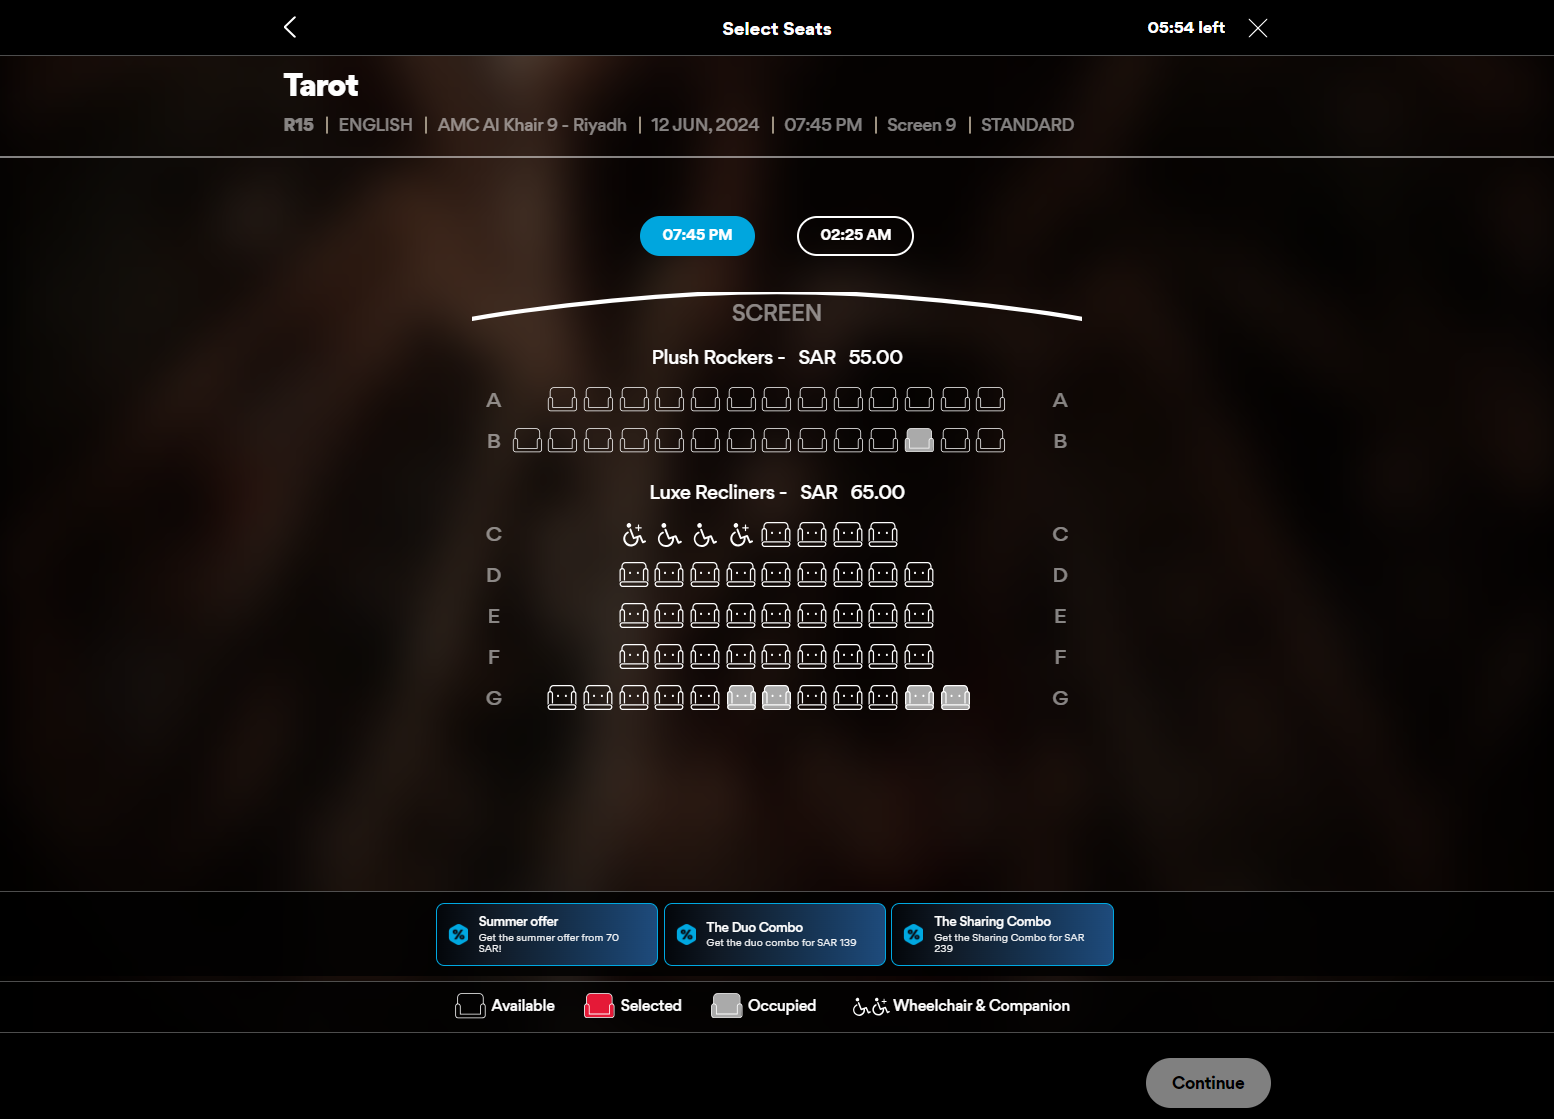 Select Seats
05:54 left
Tarot
R15 | ENGLISH | AMC Al Khair 9 - Riyadh | 12 JUN, 2024 | 07:45 PM | Screen 9 | STANDARD
07:45 PM
02:25 AM
SCREEN
Plush Rockers - SAR 55.00
A A
B B
Luxe Recliners - SAR 65.00
C C
D D
E E
F F
G G
Summer offer
Get the summer offer from 70
SAR!
The Duo Combo
Get the duo combo for SAR 139
The Sharing Combo
Get the Sharing Combo for SAR
239
Available
Selected
Occupied
Wheelchair & Companion
Continue